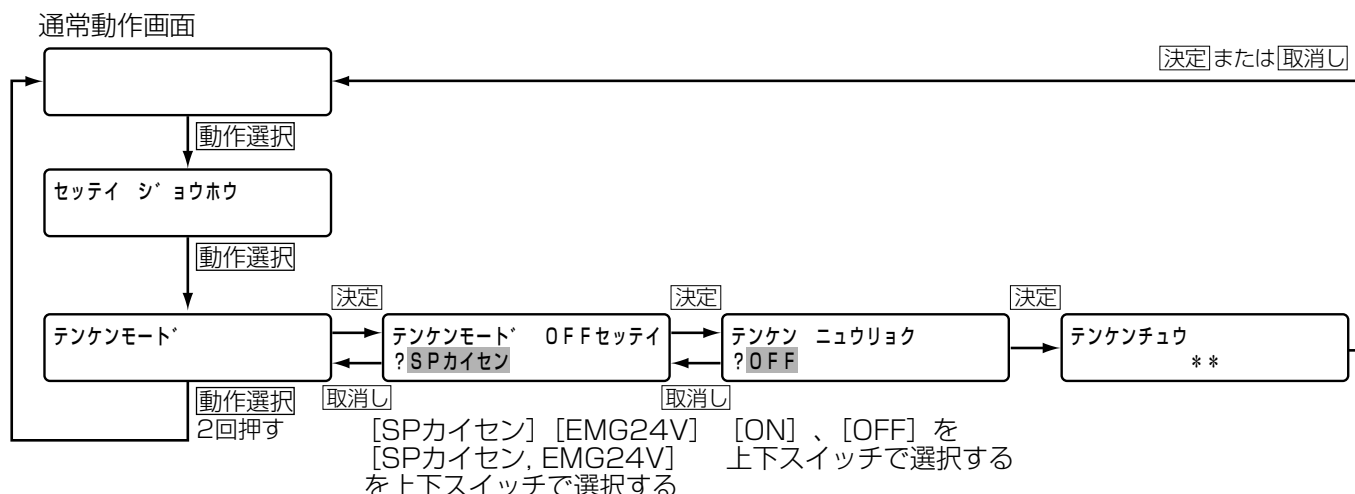 通常動作画面
決定または取消し
動作選択
セッテイ ジョウホウ
動作選択
決定
決定
決定
テンケンモード
テンケンモード OFFセッテイ
?SPカイセン
テンケン ニュウリョク
?OFF
テンケンチュウ
**
動作選択
2回押す
取消し
取消し
[SPカイセン] [EMG24V]
[SPカイセン, EMG24V]
を上下スイッチで選択する
[ON]、[OFF] を
上下スイッチで選択する